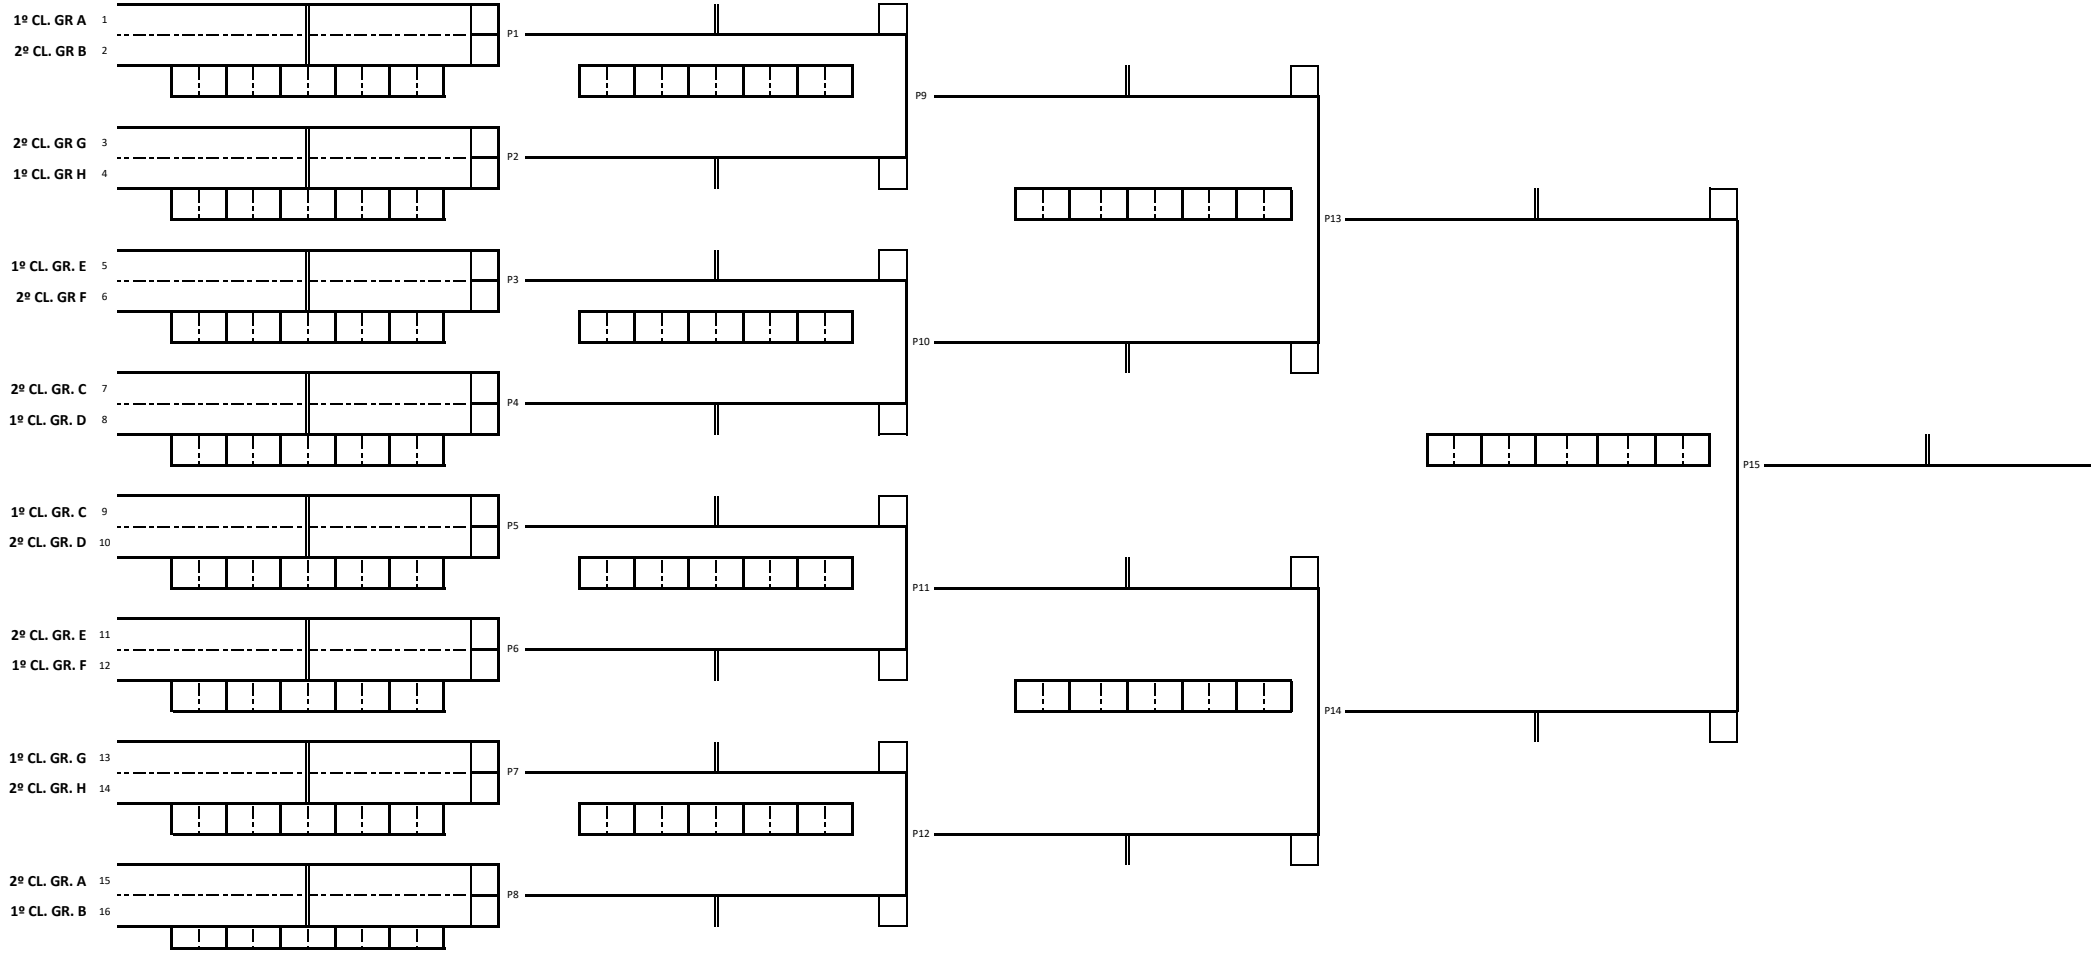 1º CL. GR A 1
P1
2º CL. GR B 2
P9
2º CL. GR G 3
P2
1º CL. GR H 4
P13
1º CL. GR. E 5
P3
2º CL. GR F 6
P10
2º CL. GR. C 7
P4
1º CL. GR. D 8
P15
1º CL. GR. C 9
P5
2º CL. GR. D 10
P11
2º CL. GR. E 11
P6
1º CL. GR. F 12
P14
1º CL. GR. G 13
P7
2º CL. GR. H 14
P12
2º CL. GR. A 15
P8
1º CL. GR. B 16